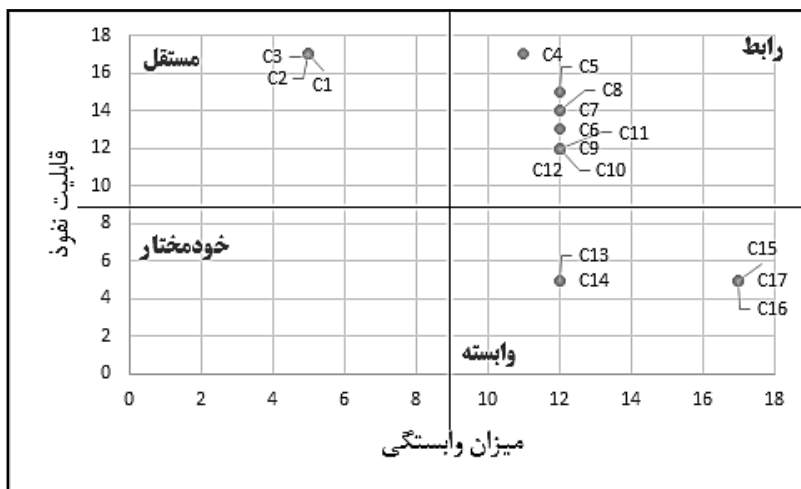 مستقل
رابط
18
16
14
12
10
8
6
4
2
0
قابلیت نفوذ
C3
C2
C1
C4
C5
C8
C7
C6
C11
C9
C12
C10
خودمختار
وابسته
C13
C14
C15
C17
C16
0
2
4
6
8
10
12
14
16
18
میزان وابستگی